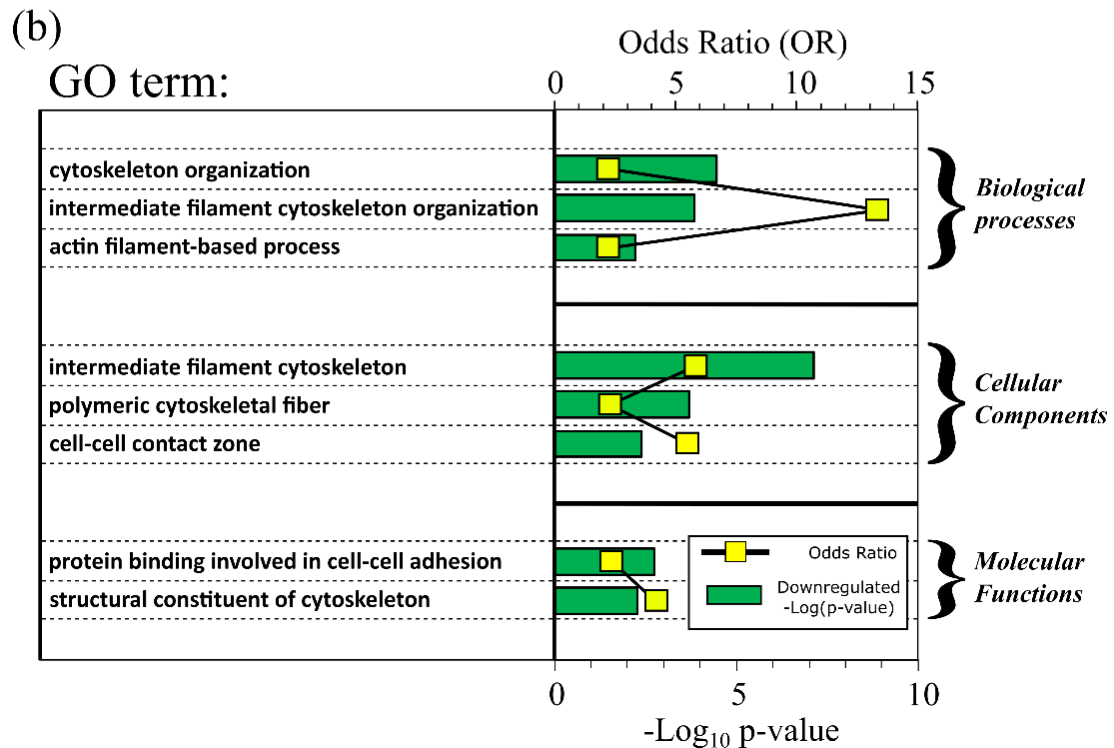 (b)
Odds Ratio (OR)
GO term:
0 5 10 15
cytoskeleton organization
intermediate filament cytoskeleton organization
actin filament-based process
Biological
processes
intermediate filament cytoskeleton
polymeric cytoskeletal fiber
cell-cell contact zone
Cellular
Components
protein binding involved in cell-cell adhesion
structural constituent of cytoskeleton
Odds Ratio
Downregulated
-Log(p-value)
Molecular
Functions
0 5 10
-Log₁₀ p-value